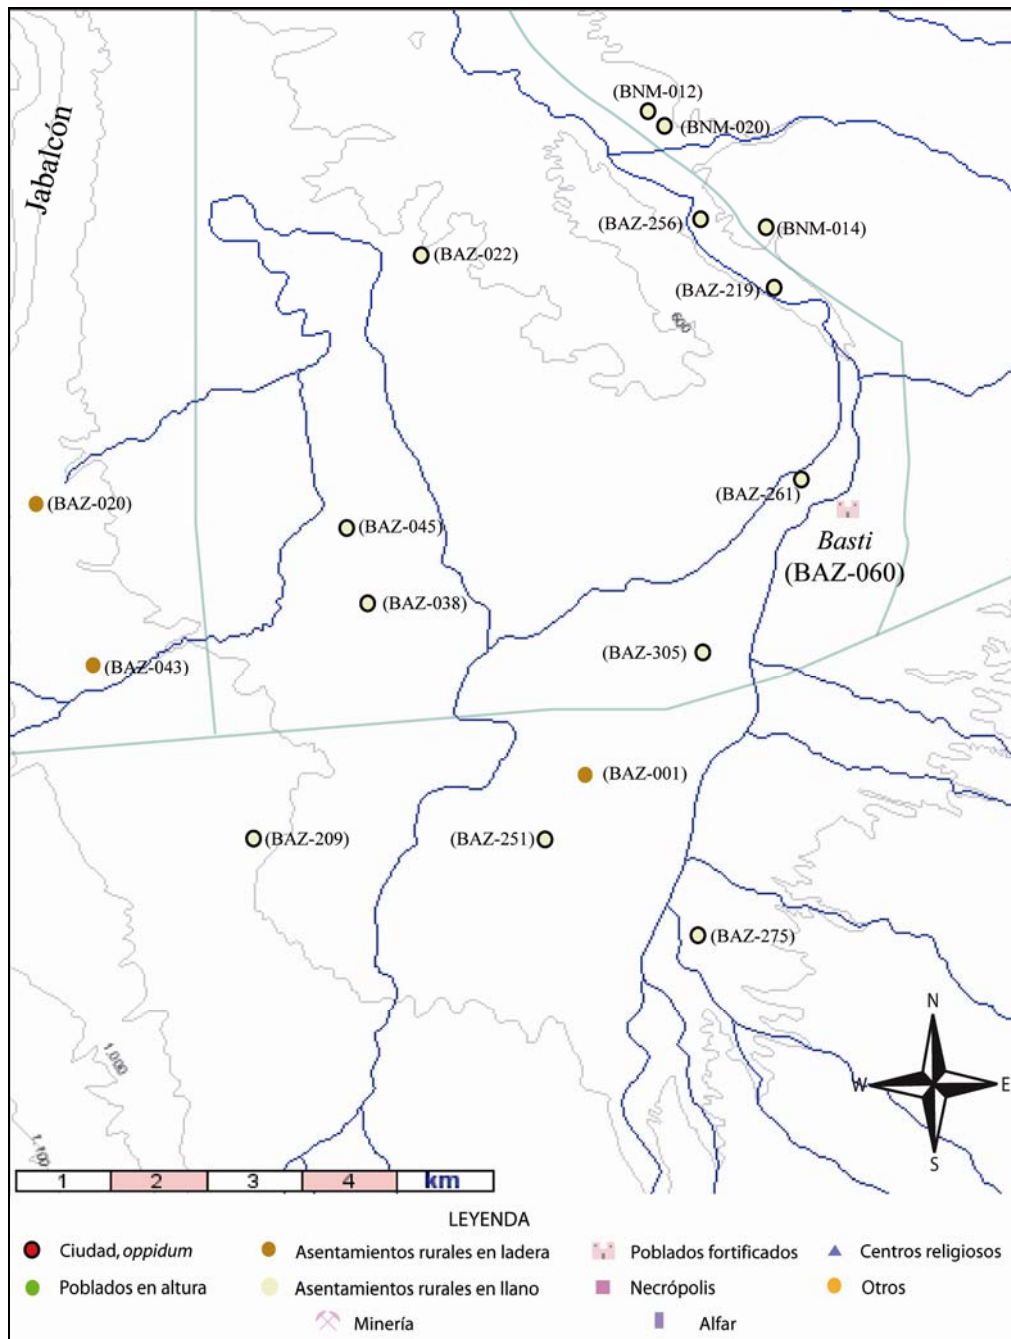 Jabalcón
(BNM-012)
(BNM-020)
(BAZ-256)
(BNM-014)
(BAZ-022)
(BAZ-219)
600
(BAZ-261)
(BAZ-020)
Basti
(BAZ-060)
(BAZ-045)
(BAZ-038)
(BAZ-305)
(BAZ-043)
(BAZ-001)
(BAZ-209)
(BAZ-251)
(BAZ-275)
1.000
1.100
N
W
E
S
1 2 3 4 km
LEYENDA
Ciudad, oppidum
Asentamientos rurales en ladera
Poblados fortificados
Centros religiosos
Poblados en altura
Asentamientos rurales en llano
Necrópolis
Otros
Minería
Alfar